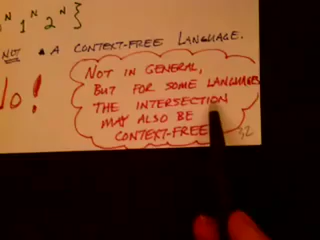 N 1ᴺ 2ᴺ }
NOT • A CONTEXT-FREE LANGUAGE.
No!
NOT IN GENERAL,
BUT FOR SOME LANGUAGES
THE INTERSECTION
MAY ALSO BE
CONTEXT-FREE
32